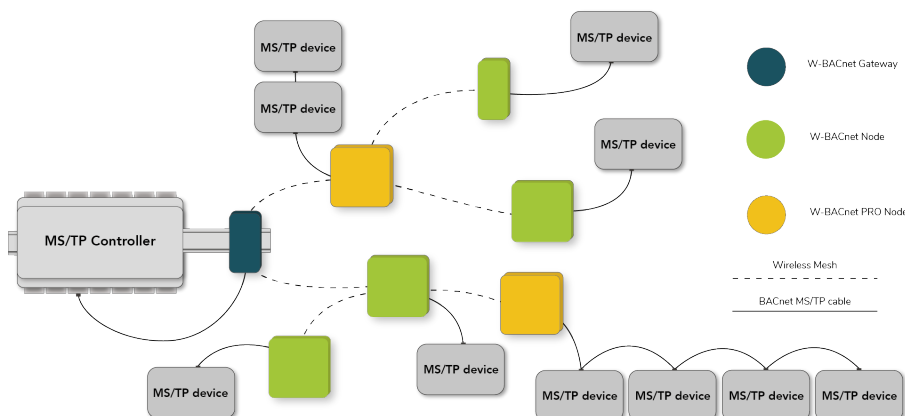 MS/TP device
MS/TP device
MS/TP device
MS/TP device
MS/TP Controller
MS/TP device
MS/TP device
MS/TP device
MS/TP device
MS/TP device
MS/TP device
W-BACnet Gateway
W-BACnet Node
W-BACnet PRO Node
Wireless Mesh
BACnet MS/TP cable